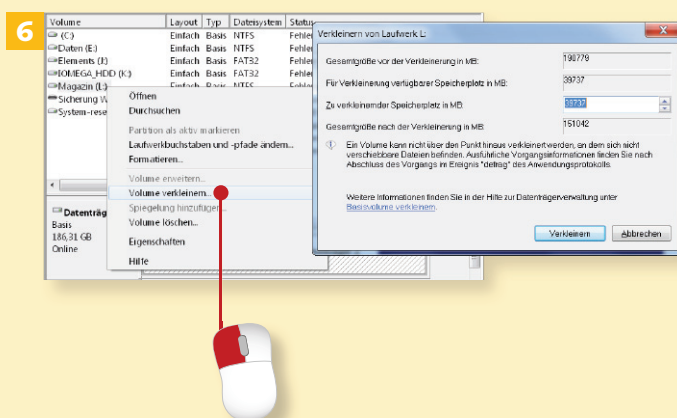 6
Volume Layout Typ Dateisystem Status
(C:) Einfach Basis NTFS Fehler
Daten (E:) Einfach Basis NTFS Fehler
Elements (J:) Einfach Basis FAT32 Fehler
IOMEGA_HDD (K:) Einfach Basis FAT32 Fehler
Magazin (L:) Einfach Basis NTFS Fehler
Sicherung W
System-rese
Öffnen
Durchsuchen
Partition als aktiv markieren
Laufwerkbuchstaben und -pfade ändern...
Formatieren...
Volume erweitern...
Volume verkleinern...
Spiegelung hinzufügen...
Volume löschen...
Eigenschaften
Hilfe
Datenträg
Basis
186,31 GB
Online
Verkleinern von Laufwerk L:
Gesamtgröße vor der Verkleinerung in MB: 190779
Für Verkleinerung verfügbarer Speicherplatz in MB: 39737
Zu verkleinernder Speicherplatz in MB: 39737
Gesamtgröße nach der Verkleinerung in MB: 151042
Ein Volume kann nicht über den Punkt hinaus verkleinert werden, an dem sich nicht
verschiebbare Dateien befinden. Ausführliche Vorgangsinformationen finden Sie nach
Abschluss des Vorgangs im Ereignis "defrag" des Anwendungsprotokolls.
Weitere Informationen finden Sie in der Hilfe zur Datenträgerverwaltung unter
Basisvolume verkleinern.
Verkleinern Abbrechen